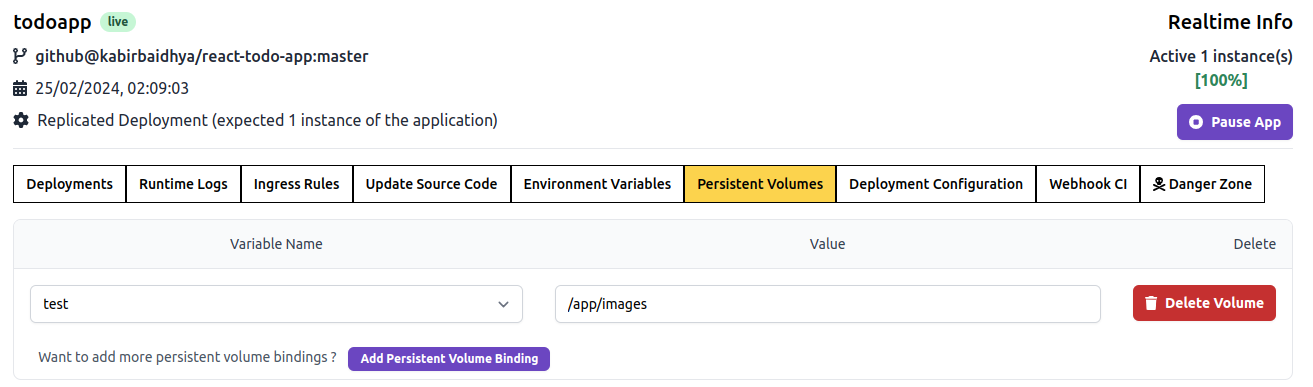 todoapp live
Realtime Info
github@kabirbaidhya/react-todo-app:master
Active 1 instance(s)
[100%]
25/02/2024, 02:09:03
Replicated Deployment (expected 1 instance of the application)
Pause App
Deployments Runtime Logs Ingress Rules Update Source Code Environment Variables Persistent Volumes Deployment Configuration Webhook CI Danger Zone
Variable Name Value Delete
test /app/images Delete Volume
Want to add more persistent volume bindings ? Add Persistent Volume Binding